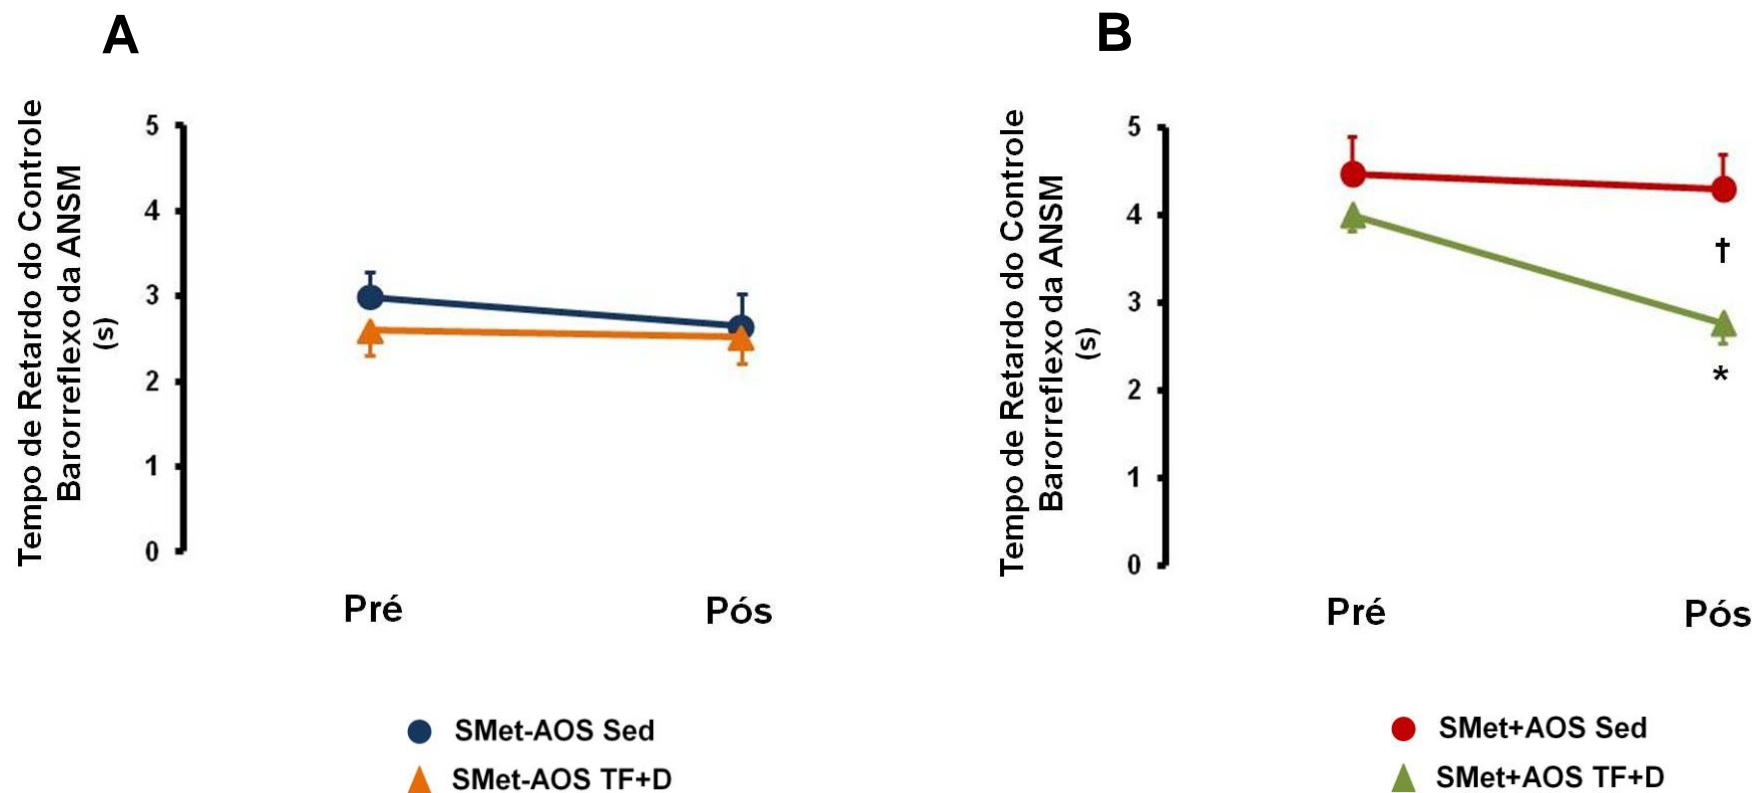 A
Tempo de Retardo do Controle
Barorreflexo da ANSM
(s)
5
4
3
2
1
0
Pré
Pós
SMet-AOS Sed
SMet-AOS TF+D
B
Tempo de Retardo do Controle
Barorreflexo da ANSM
(s)
5
4
3
2
1
0
†
*
Pré
Pós
SMet+AOS Sed
SMet+AOS TF+D